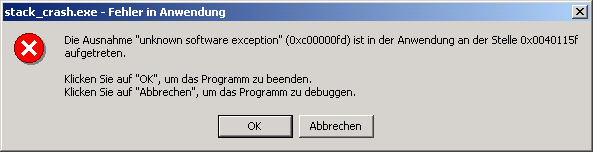 stack_crash.exe - Fehler in Anwendung
Die Ausnahme "unknown software exception" (0xc00000fd) ist in der Anwendung an der Stelle 0x0040115f
aufgetreten.
Klicken Sie auf "OK", um das Programm zu beenden.
Klicken Sie auf "Abbrechen", um das Programm zu debuggen.
OK
Abbrechen